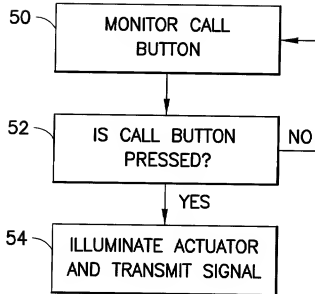 50
MONITOR CALL
BUTTON
52
IS CALL BUTTON
PRESSED?
NO
YES
54
ILLUMINATE ACTUATOR
AND TRANSMIT SIGNAL